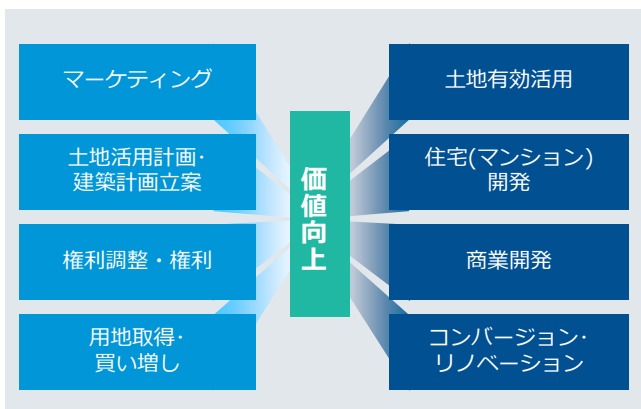 マーケティング
土地活用計画・
建築計画立案
権利調整・権利
用地取得・
買い増し
価値向上
土地有効活用
住宅(マンション)
開発
商業開発
コンバージョン・
リノベーション